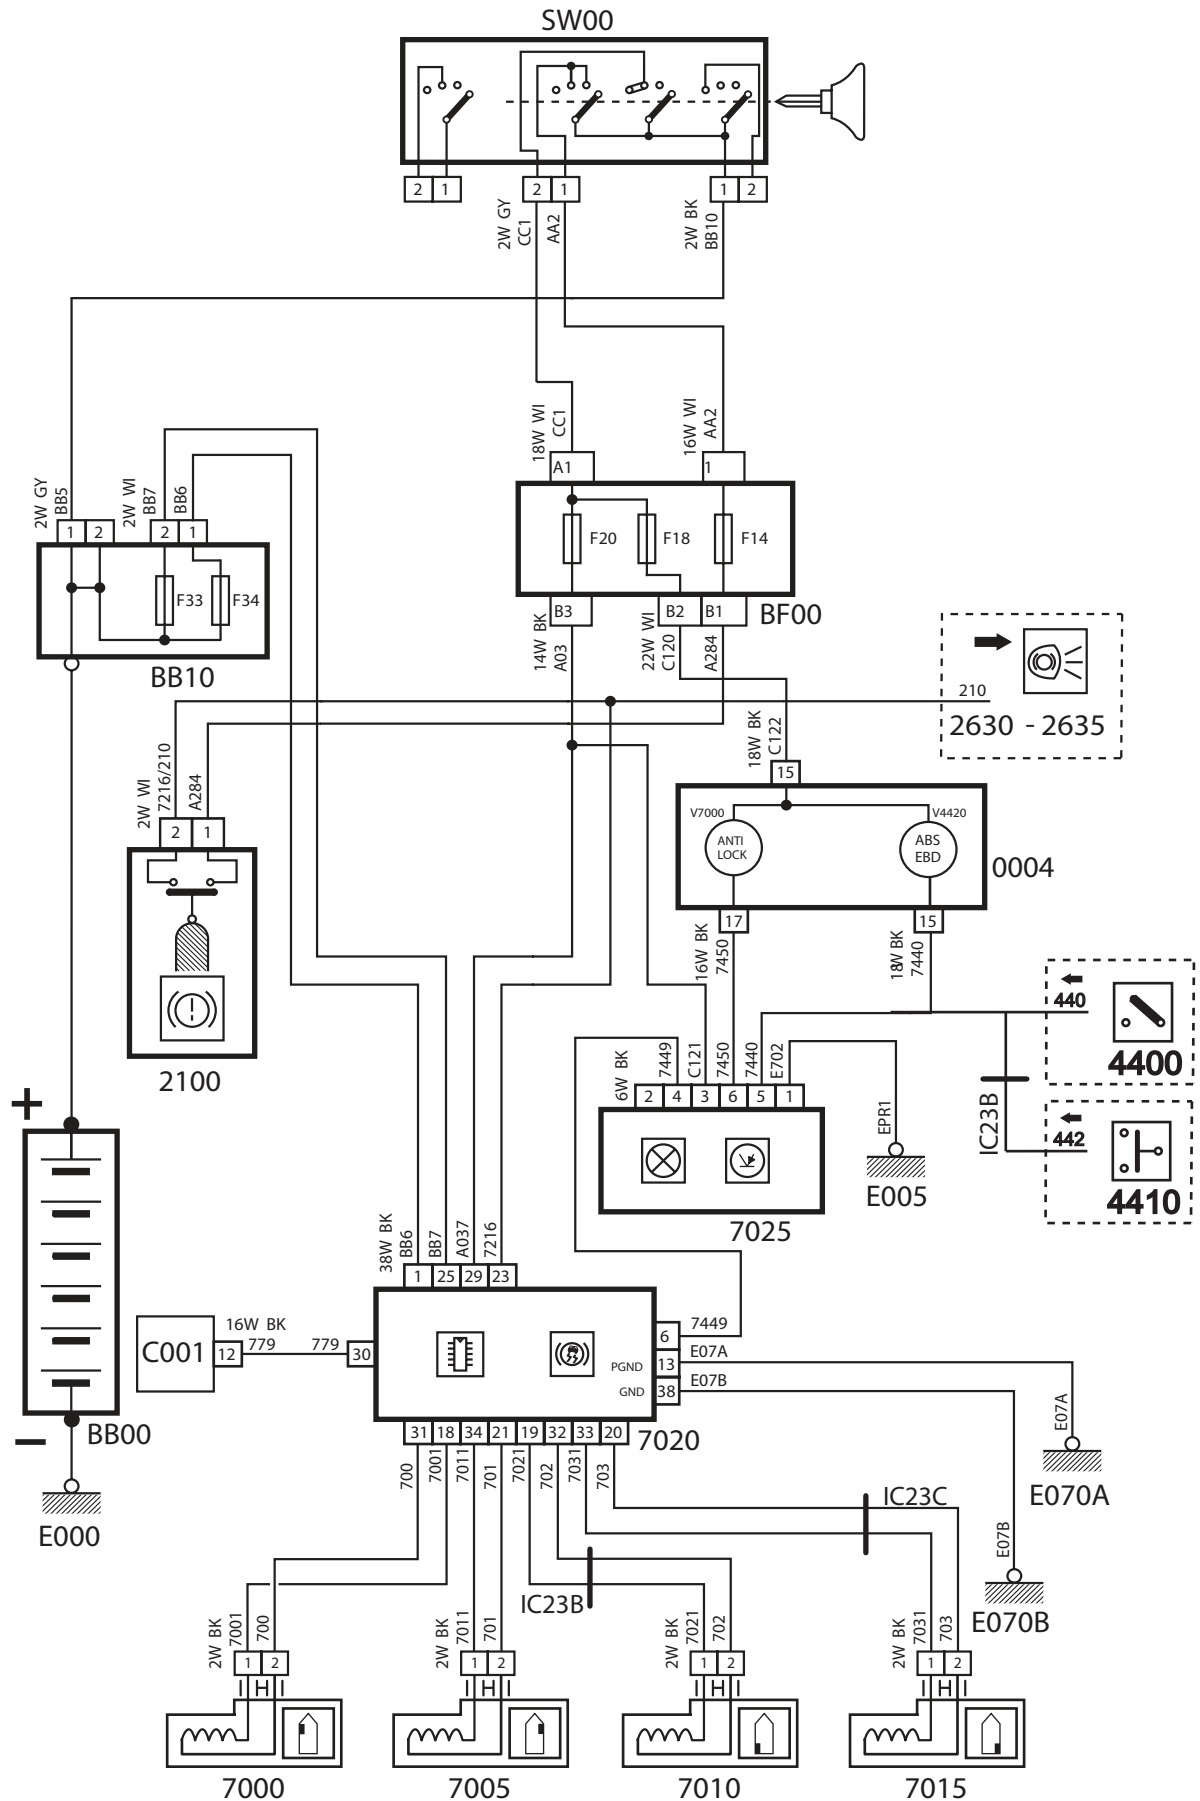 SW00
2 1
2 1
1 2
2W GY
CC1
AA2
2W BK
BB10
18W WI
CC1
16W WI
AA2
A1
1
F20
F18
F14
B3
B2
B1
BF00
14W BK
A03
22W WI
C120
A284
2W GY
BB5
2W WI
BB7
BB6
1 2
2 1
F33
F34
BB10
210
2630 - 2635
2W WI
7216/210
A284
2 1
2100
18W BK
C122
15
V7000
V4420
ANTI
LOCK
ABS
EBD
0004
17
15
16W BK
7450
18W BK
7440
440
4400
442
4410
IC23B
6W BK
7449
C121
7450
7440
E702
2 4 3 6 5 1
7025
EPR1
E005
+
−
BB00
E000
38W BK
BB6
BB7
A037
7216
1 25 29 23
C001
12
16W BK
779
779
30
6
7449
PGND
13
E07A
GND
38
E07B
7020
31 18 34 21 19 32 33 20
700
7001
7011
701
7021
702
7031
703
E07A
E070A
E07B
E070B
IC23C
IC23B
2W BK
7001
700
1 2
7000
2W BK
7011
701
1 2
7005
2W BK
7021
702
1 2
7010
2W BK
7031
703
1 2
7015